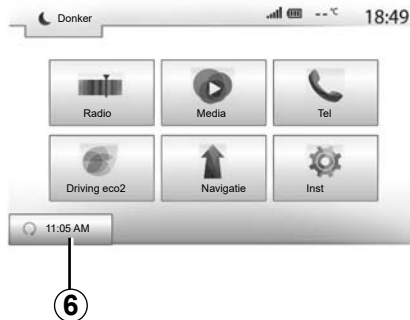 Donker
--°C 18:49
Radio Media Tel
Driving eco2 Navigatie Inst
11:05 AM
6